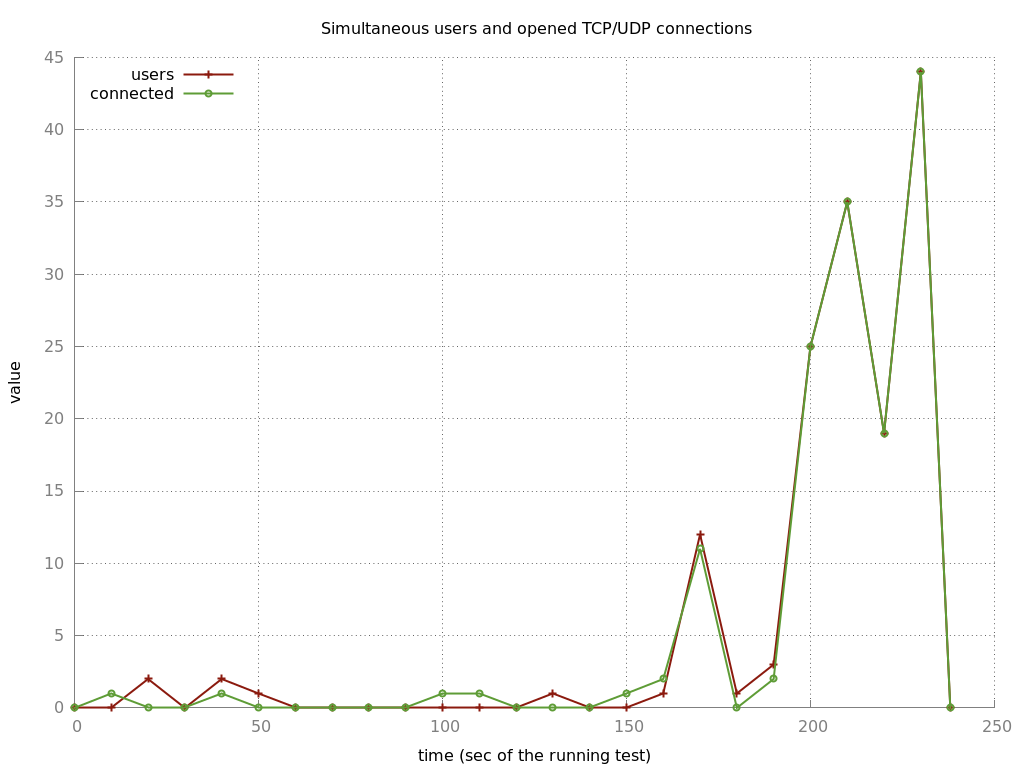 Simultaneous users and opened TCP/UDP connections
45
users
connected
40
35
30
25
value
20
15
10
5
0
0 50 100 150 200 250
time (sec of the running test)